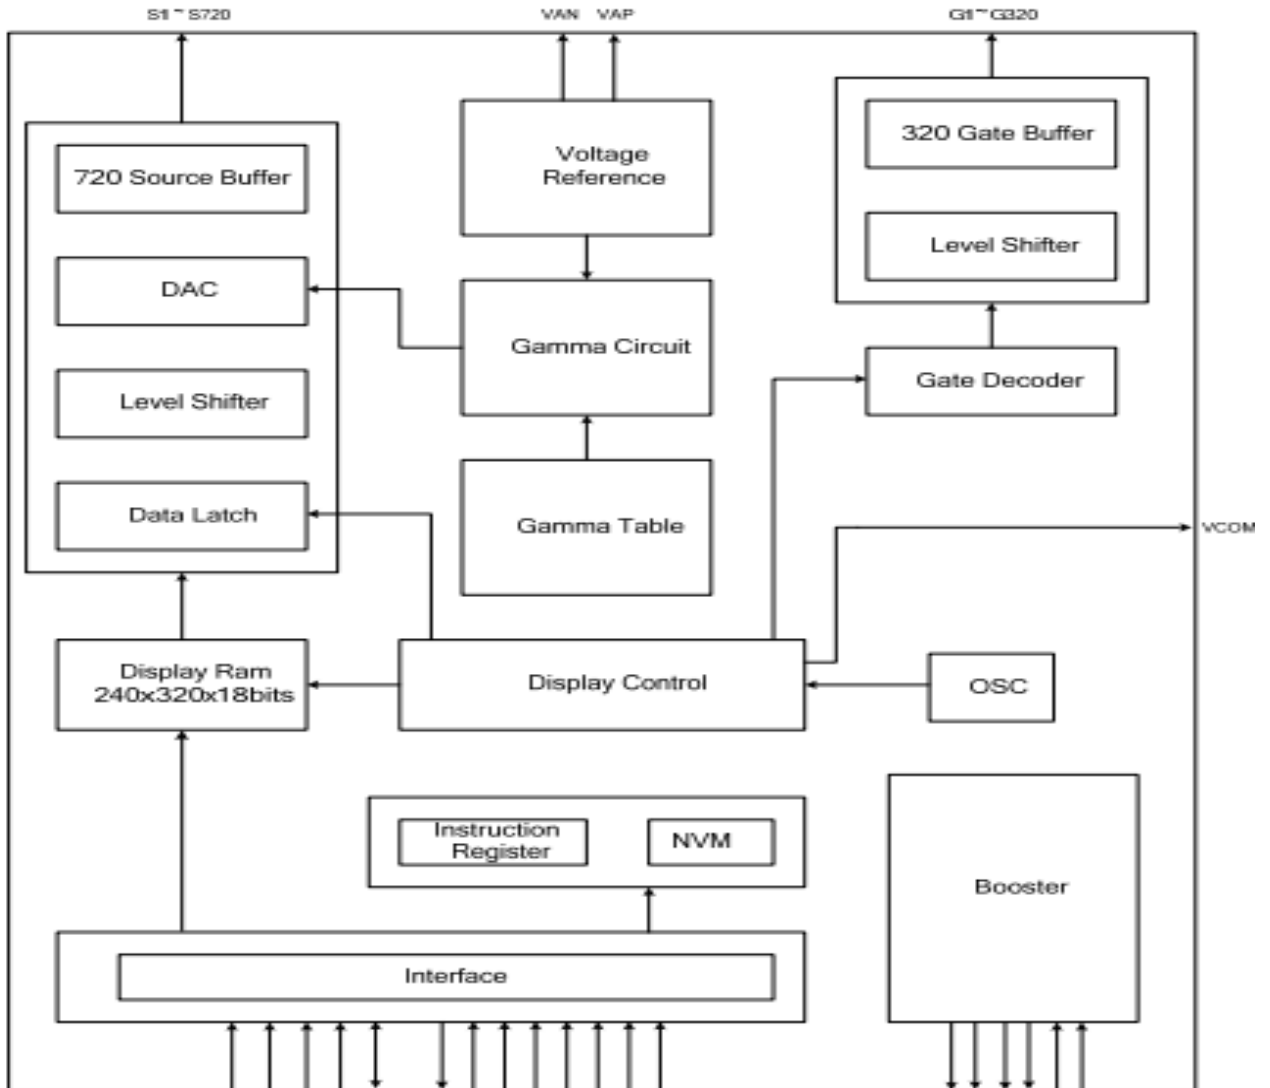 S1~S720
VAN VAP
G1~G320
720 Source Buffer
DAC
Level Shifter
Data Latch
Voltage
Reference
Gamma Circuit
Gamma Table
320 Gate Buffer
Level Shifter
Gate Decoder
VCOM
Display Ram
240x320x18bits
Display Control
OSC
Instruction
Register
NVM
Booster
Interface